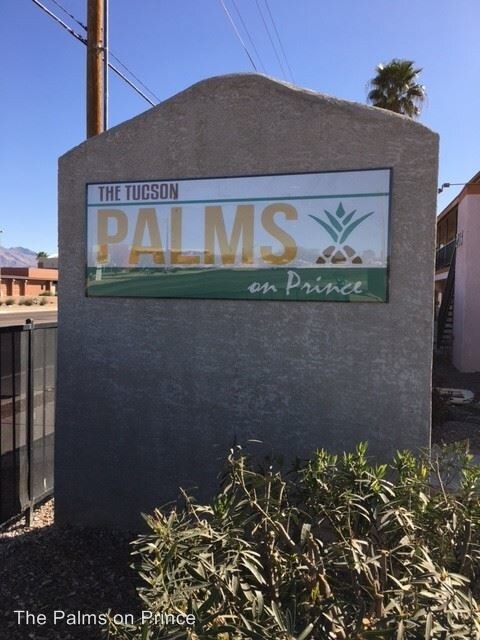 THE TUCSON
PALMS
on Prince
The Palms on Prince